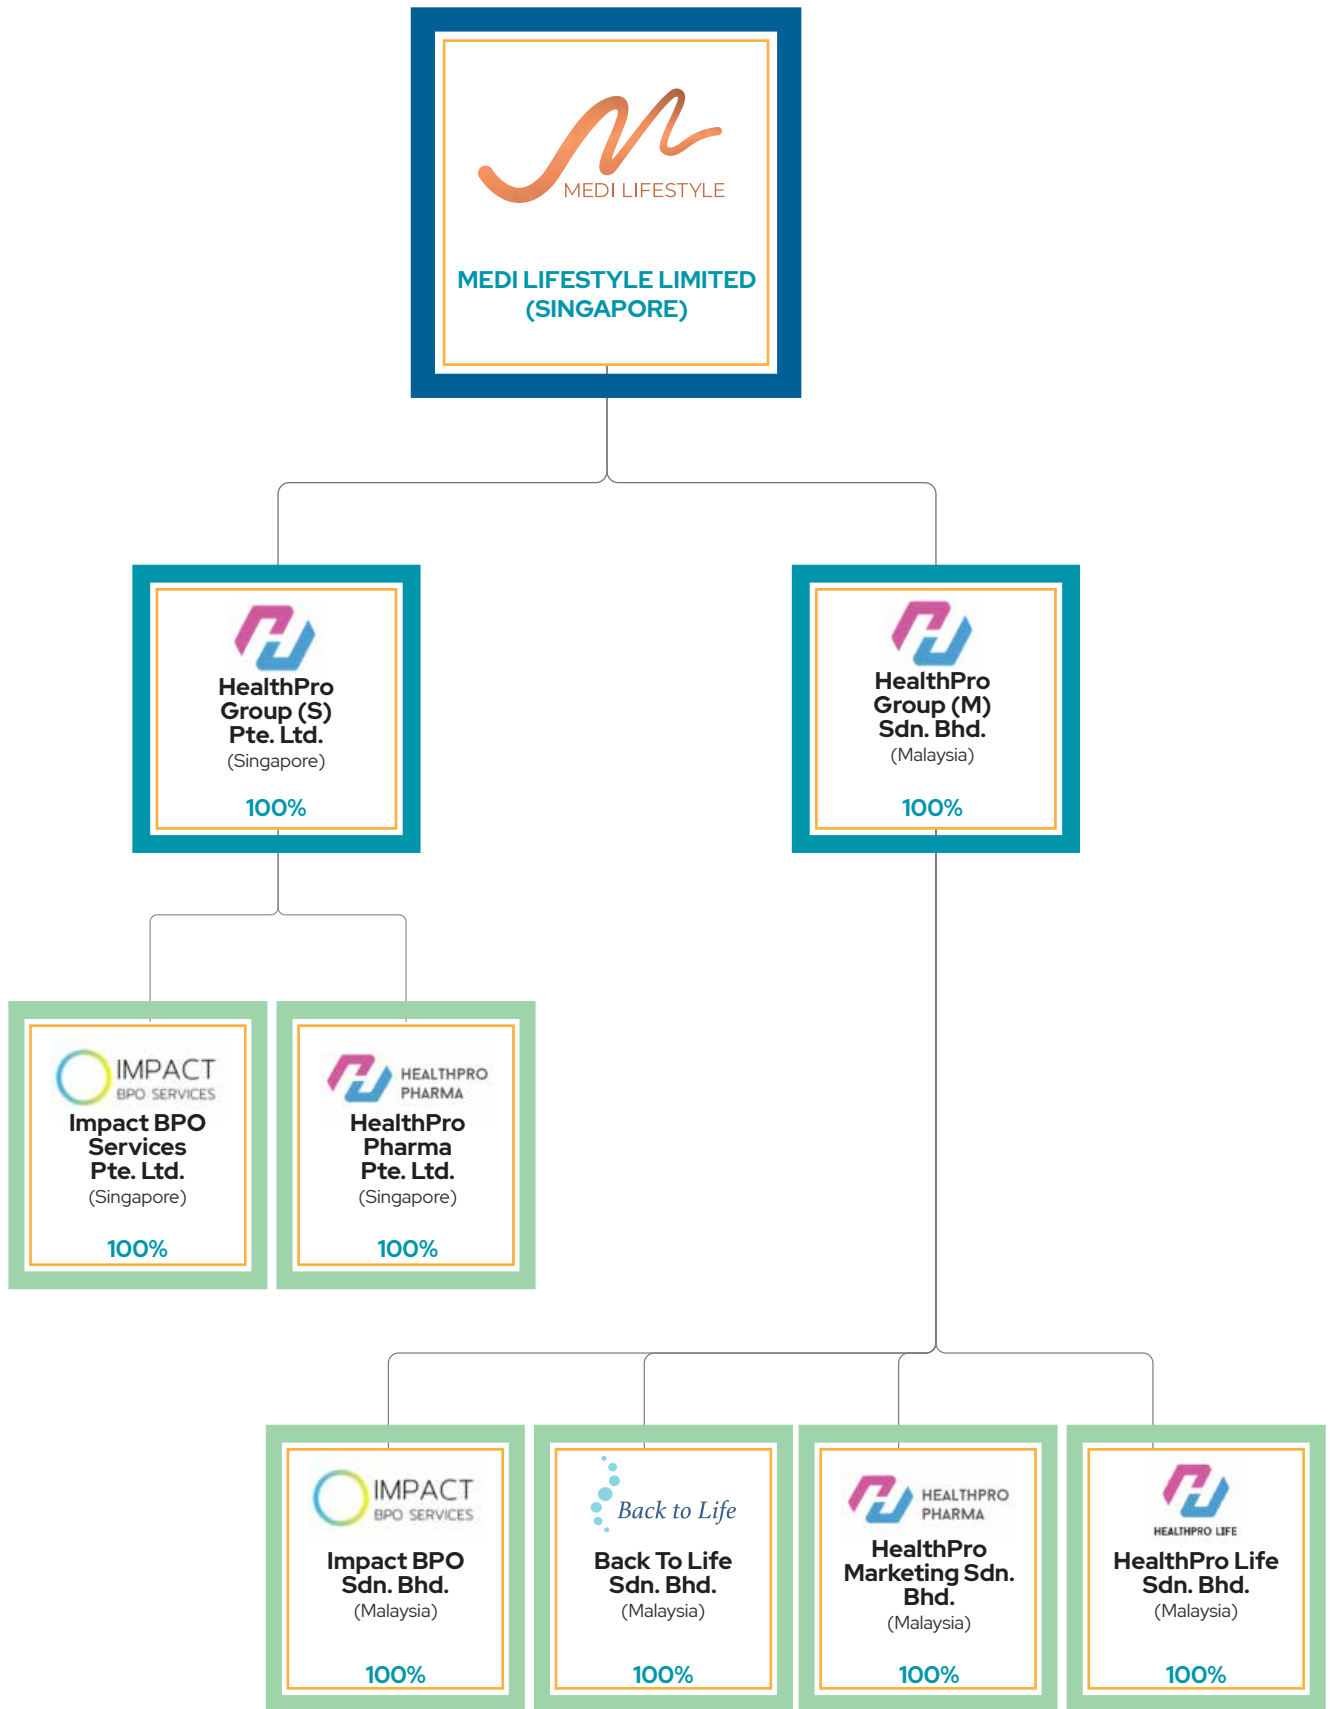 MEDI LIFESTYLE
MEDI LIFESTYLE LIMITED
(SINGAPORE)
HealthPro
Group (S)
Pte. Ltd.
(Singapore)
100%
HealthPro
Group (M)
Sdn. Bhd.
(Malaysia)
100%
IMPACT
BPO SERVICES
Impact BPO
Services
Pte. Ltd.
(Singapore)
100%
HEALTHPRO
PHARMA
HealthPro
Pharma
Pte. Ltd.
(Singapore)
100%
IMPACT
BPO SERVICES
Impact BPO
Sdn. Bhd.
(Malaysia)
100%
Back to Life
Back To Life
Sdn. Bhd.
(Malaysia)
100%
HEALTHPRO
PHARMA
HealthPro
Marketing Sdn.
Bhd.
(Malaysia)
100%
HEALTHPRO LIFE
HealthPro Life
Sdn. Bhd.
(Malaysia)
100%